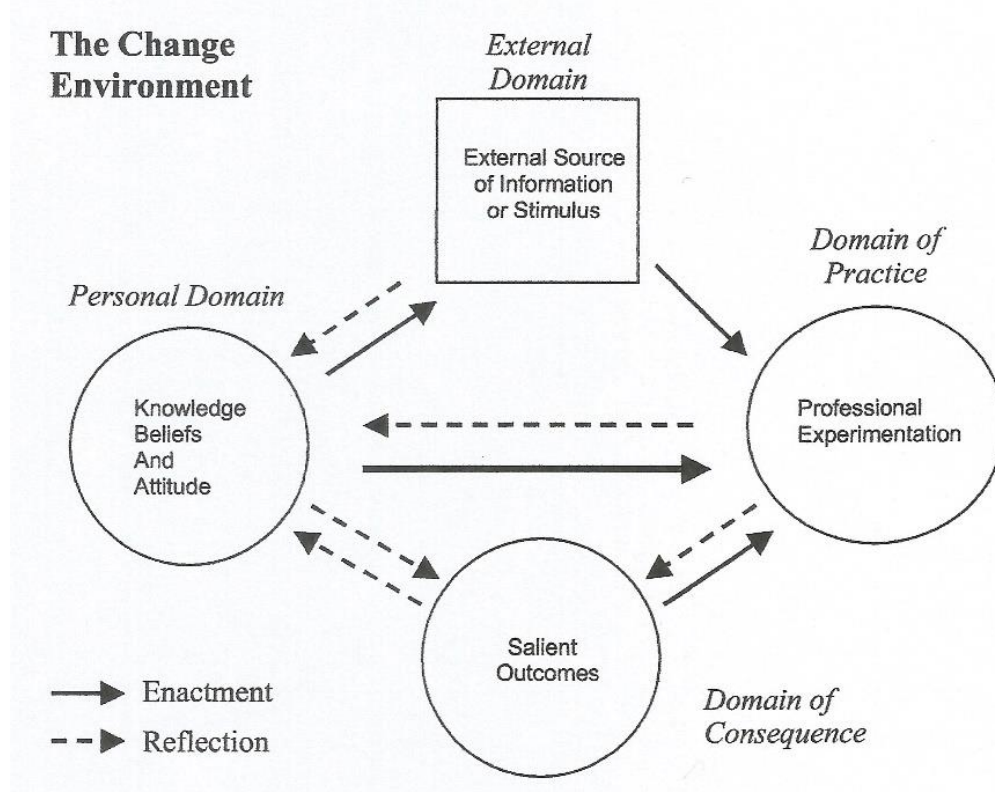 The Change
Environment
External
Domain
External Source
of Information
or Stimulus
Domain of
Practice
Personal Domain
Knowledge
Beliefs
And
Attitude
Professional
Experimentation
Salient
Outcomes
Enactment
Reflection
Domain of
Consequence